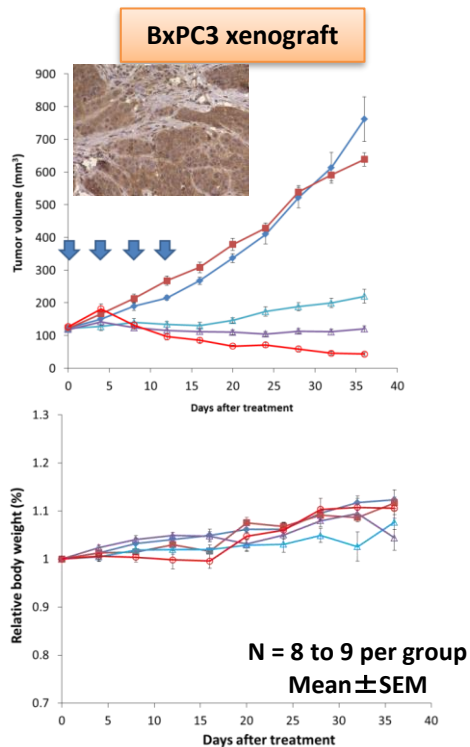 BxPC3 xenograft
Tumor volume (mm³)
900
800
700
600
500
400
300
200
100
0
0 5 10 15 20 25 30 35 40
Days after treatment
Relative body weight (%)
1.3
1.2
1.1
1
0.9
0.8
0.7
N = 8 to 9 per group
Mean±SEM
0 5 10 15 20 25 30 35 40
Days after treatment